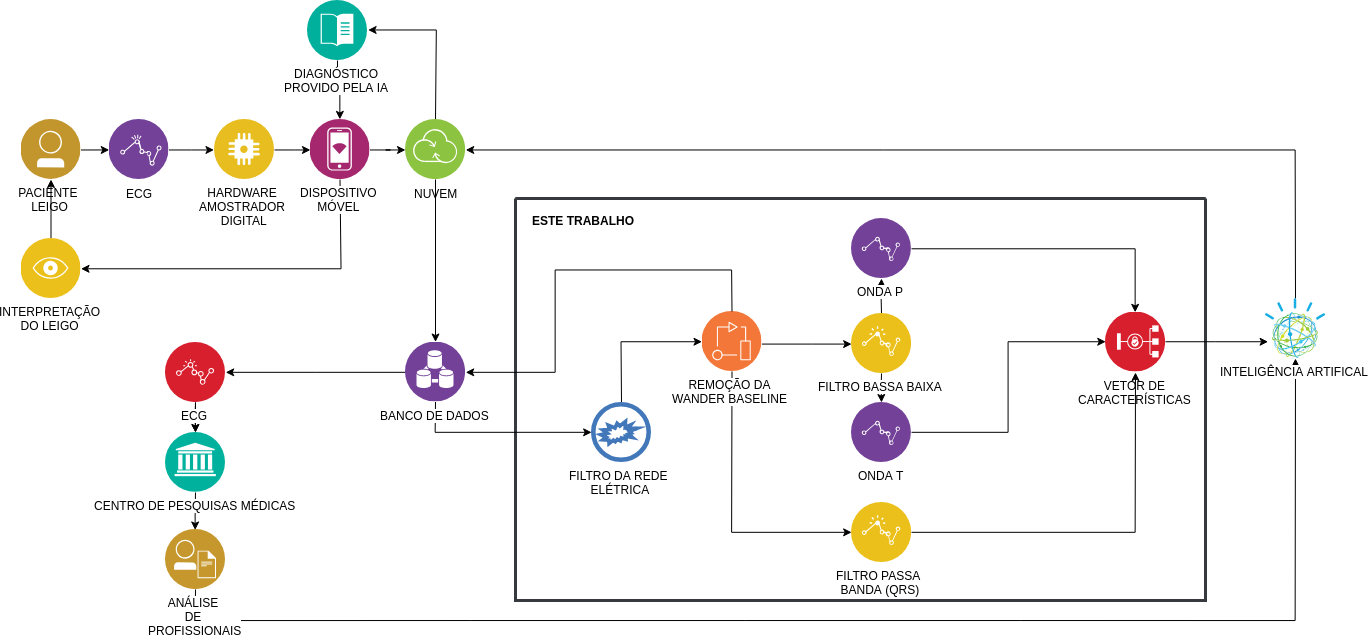 DIAGNÓSTICO
PROVIDO PELA IA
PACIENTE
LEIGO
ECG
HARDWARE
AMOSTRADOR
DIGITAL
DISPOSITIVO
MÓVEL
NUVEM
ESTE TRABALHO
INTERPRETAÇÃO
DO LEIGO
ONDA P
REMOÇÃO DA
WANDER BASELINE
FILTRO BASSA BAIXA
VETOR DE
CARACTERÍSTICAS
INTELIGÊNCIA ARTIFICAL
ECG
BANCO DE DADOS
FILTRO DA REDE
ELÉTRICA
ONDA T
CENTRO DE PESQUISAS MÉDICAS
FILTRO PASSA
BANDA (QRS)
ANÁLISE
DE
PROFISSIONAIS